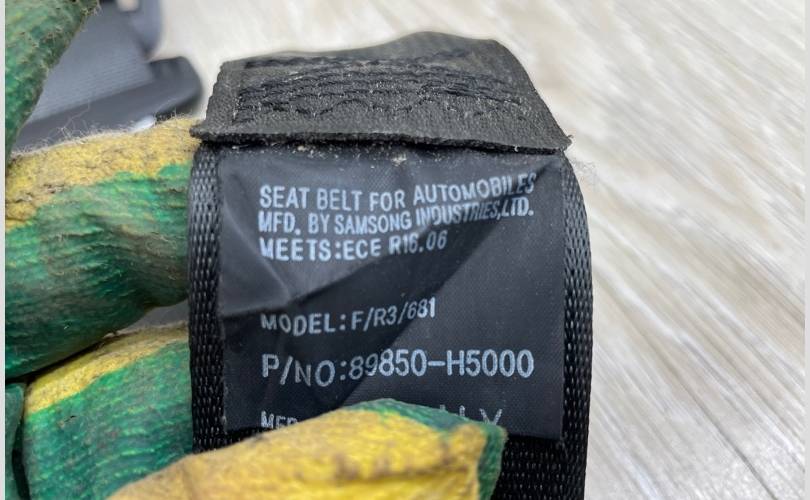 SEAT BELT FOR AUTOMOBILES
MFD. BY SAMSONG INDUSTRIES,LTD.
MEETS:ECE R16.06
MODEL:F/R3/681
P/NO:89850-H5000